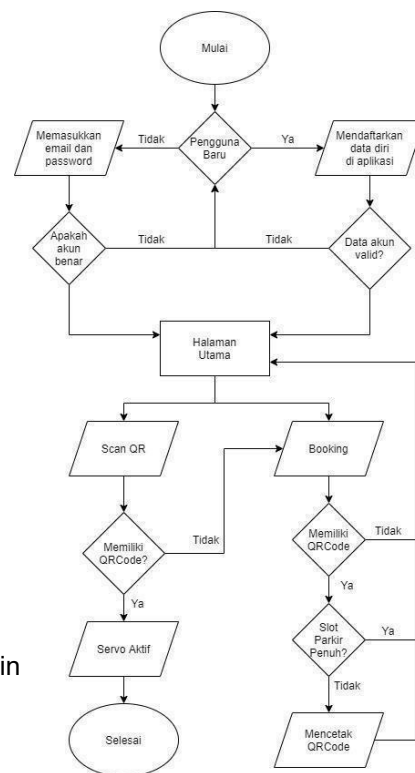 Mulai
Memasukkan
email dan
password
Tidak
Pengguna
Baru
Ya
Mendaftarkan
data diri
di aplikasi
Apakah
akun
benar
Tidak
Tidak
Data akun
valid?
Halaman
Utama
Scan QR
Booking
Memiliki
QRCode?
Tidak
Memiliki
QRCode
Tidak
Ya
Ya
Servo Aktif
Slot
Parkir
Penuh?
Ya
in
Tidak
Selesai
Mencetak
QRCode